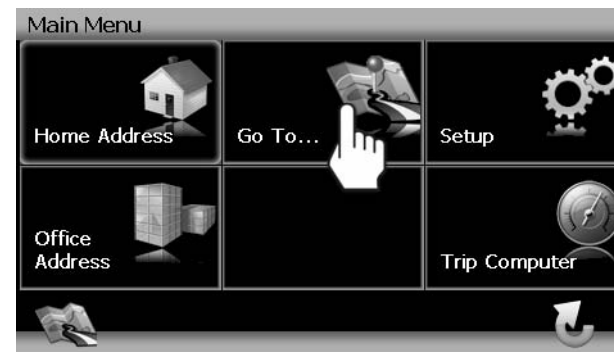 Main Menu
Home Address
Go To...
Setup
Office
Address
Trip Computer